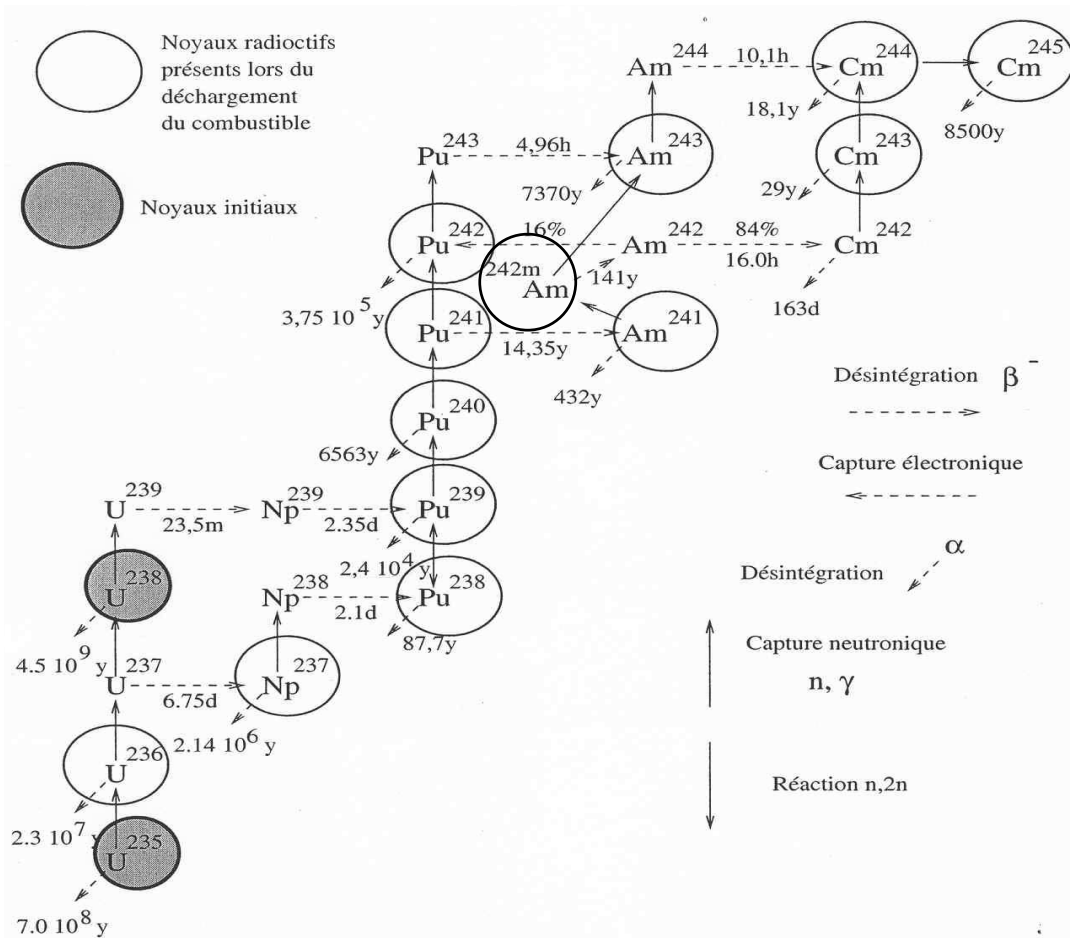 Noyaux radioctifs
présents lors du
déchargement
du combustible
Noyaux initiaux
Am 244
10,1h
Cm 244
Cm 245
18,1y
8500y
Pu 243
4,96h
Am 243
Cm 243
7370y
29y
Pu 242
16%
Am 242
84%
16.0h
Cm 242
242m Am
141y
163d
3,75 10 5 y
Pu 241
14,35y
Am 241
432y
Désintégration β -
Pu 240
6563y
Capture électronique
U 239
23,5m
Np 239
2.35d
Pu 239
2,4 10 4 y
α
Désintégration
U 238
Np 238
2.1d
Pu 238
87,7y
4.5 10 9 y
U 237
6.75d
Np 237
2.14 10 6 y
Capture neutronique
n, γ
U 236
2.3 10 7 y
Réaction n,2n
U 235
7.0 10 8 y